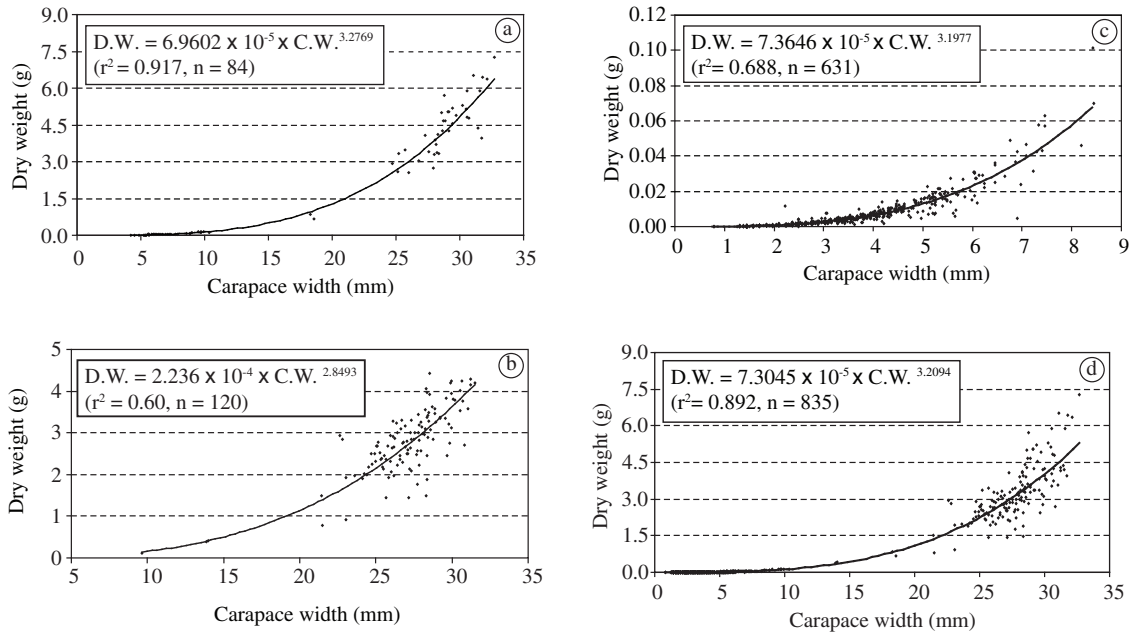 a
D.W. = 6.9602 x 10-5 x C.W. 3.2769
(r2 = 0.917, n = 84)
Dry weight (g)
9.0
7.5
6.0
4.5
3.0
1.5
0.0
0 5 10 15 20 25 30 35
Carapace width (mm)
c
D.W. = 7.3646 x 10-5 x C.W. 3.1977
(r2 = 0.688, n = 631)
Dry weight (g)
0.12
0.10
0.08
0.06
0.04
0.02
0.00
0 1 2 3 4 5 6 7 8 9
Carapace width (mm)
b
D.W. = 2.236 x 10-4 x C.W. 2.8493
(r2 = 0.60, n = 120)
Dry weight (g)
5
4
3
2
1
0
5 10 15 20 25 30 35
Carapace width (mm)
d
D.W. = 7.3045 x 10-5 x C.W. 3.2094
(r2= 0.892, n = 835)
Dry weight (g)
9.0
7.5
6.0
4.5
3.0
1.5
0.0
0 5 10 15 20 25 30 35
Carapace width (mm)